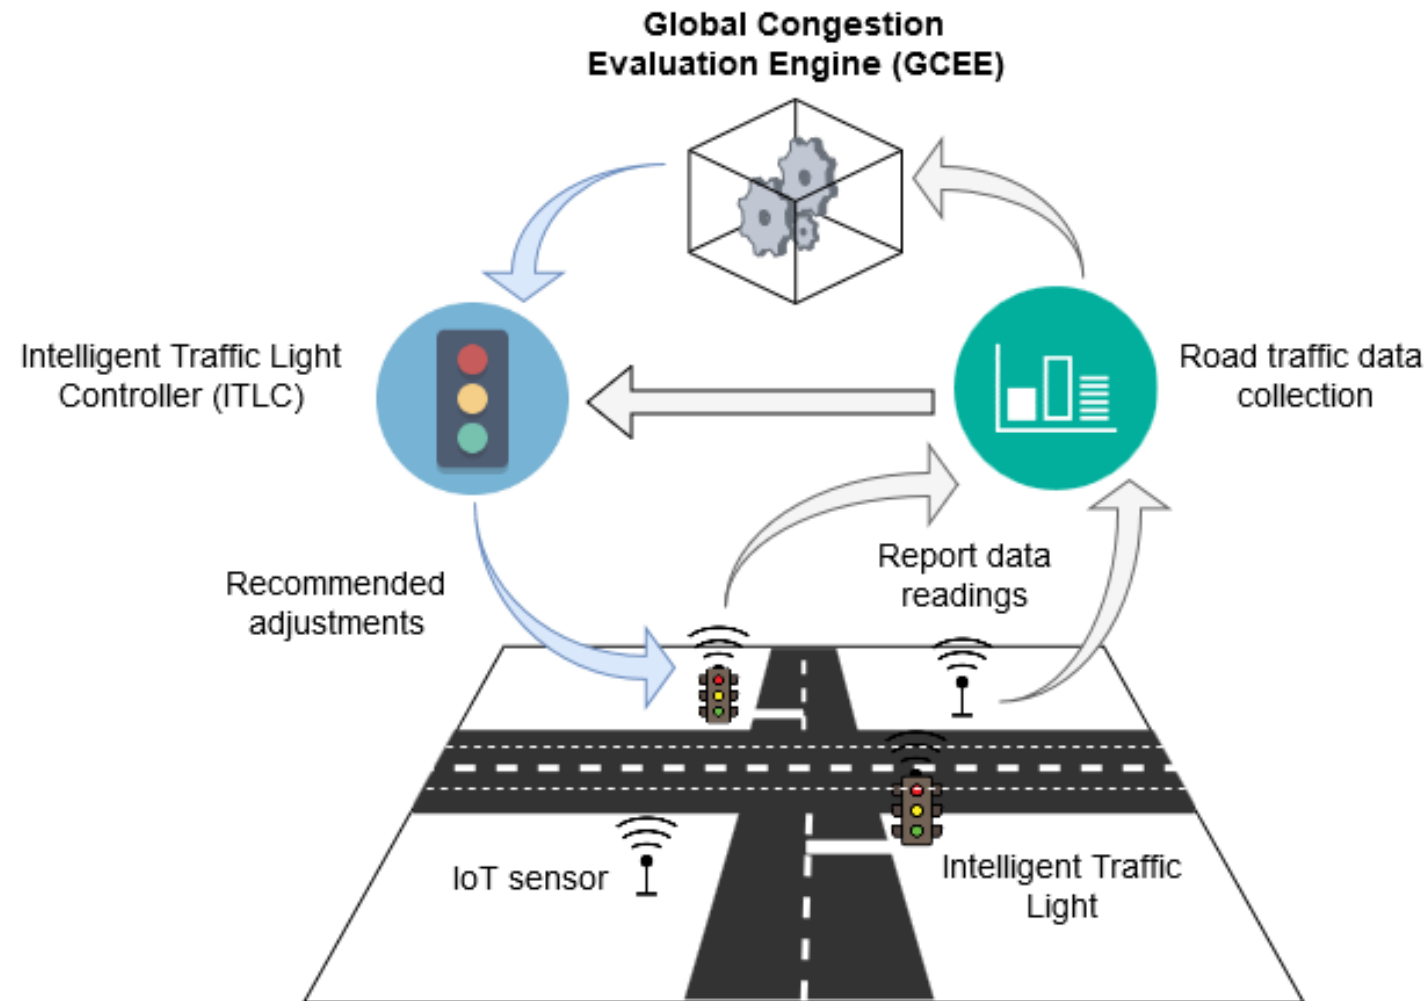 Global Congestion
Evaluation Engine (GCEE)
Intelligent Traffic Light
Controller (ITLC)
Road traffic data
collection
Report data
readings
Recommended
adjustments
IoT sensor
Intelligent Traffic
Light